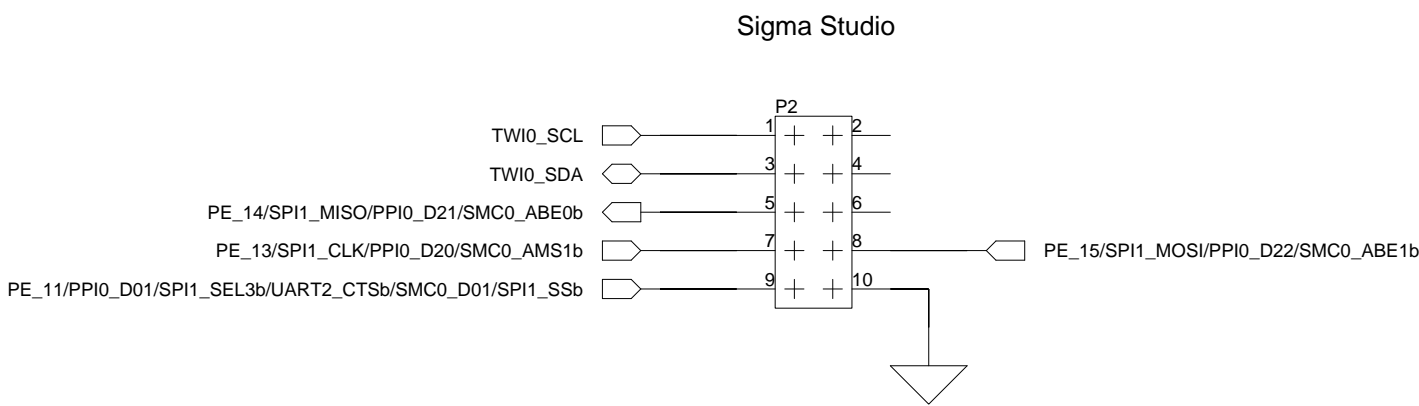 Sigma Studio
P2
TWI0_SCL 1 2
TWI0_SDA 3 4
PE_14/SPI1_MISO/PPI0_D21/SMC0_ABE0b 5 6
PE_13/SPI1_CLK/PPI0_D20/SMC0_AMS1b 7 8 PE_15/SPI1_MOSI/PPI0_D22/SMC0_ABE1b
PE_11/PPI0_D01/SPI1_SEL3b/UART2_CTSb/SMC0_D01/SPI1_SSb 9 10